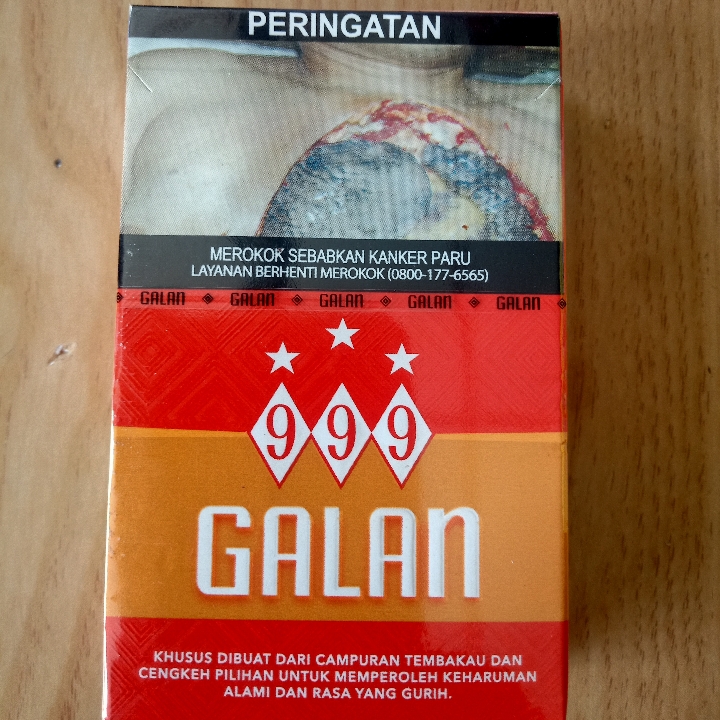 PERINGATAN
MEROKOK SEBABKAN KANKER PARU
LAYANAN BERHENTI MEROKOK (0800-177-6565)
GALAN GALAN GALAN GALAN GALAN
999
GALAN
KHUSUS DIBUAT DARI CAMPURAN TEMBAKAU DAN
CENGKEH PILIHAN UNTUK MEMPEROLEH KEHARUMAN
ALAMI DAN RASA YANG GURIH.